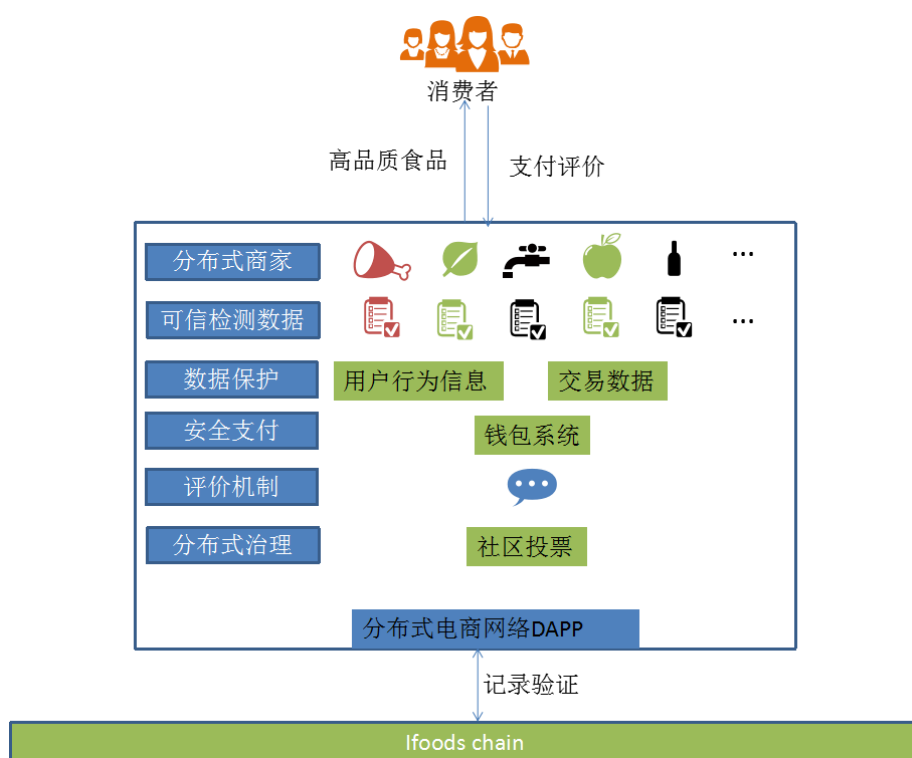 消费者
高品质食品
支付评价
分布式商家
...
可信检测数据
...
数据保护
用户行为信息
交易数据
安全支付
钱包系统
评价机制
分布式治理
社区投票
分布式电商网络DAPP
记录验证
Ifoods chain